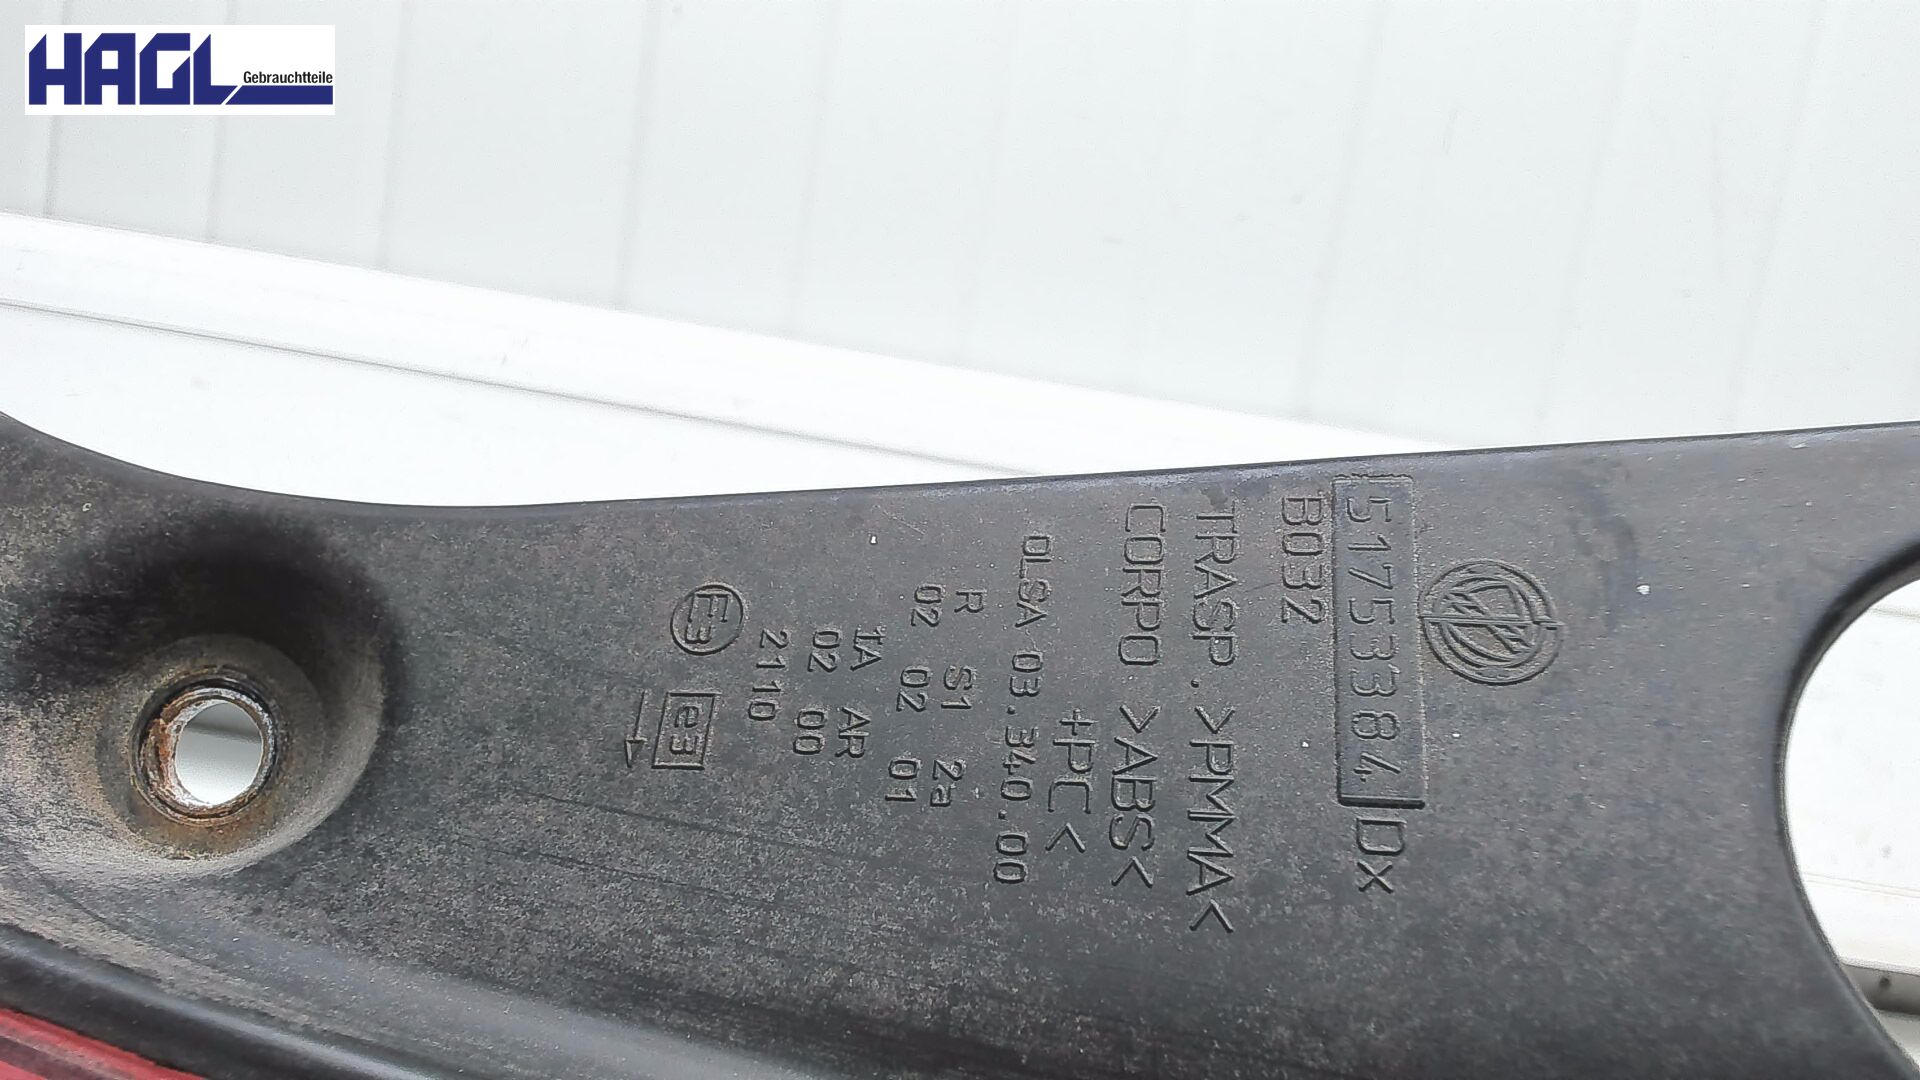 HAGL
Gebrauchtteile
51753384 Dx
B032
TRASP. >PMMA<
CORPO >ABS<
+PC<
OLSA 03.340.00
R S1 2a
02 02 01
IA AR
02 00
2110
E3 e3